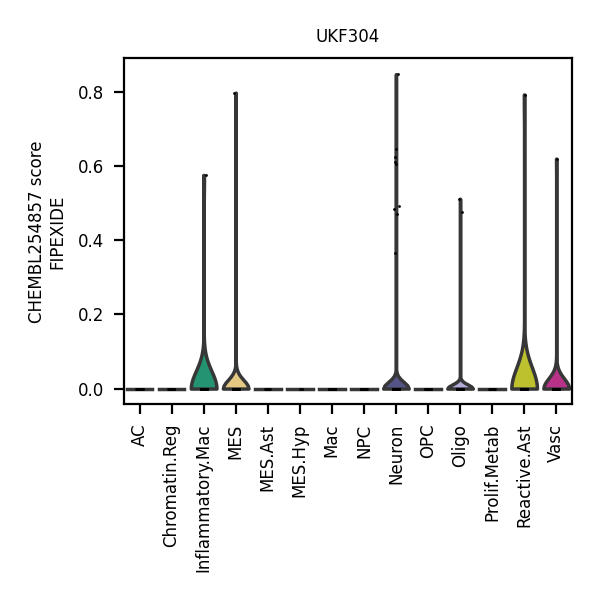 UKF304
CHEMBL254857 score
FIPEXIDE
0.8
0.6
0.4
0.2
0.0
AC
Chromatin.Reg
Inflammatory.Mac
MES
MES.Ast
MES.Hyp
Mac
NPC
Neuron
OPC
Oligo
Prolif.Metab
Reactive.Ast
Vasc